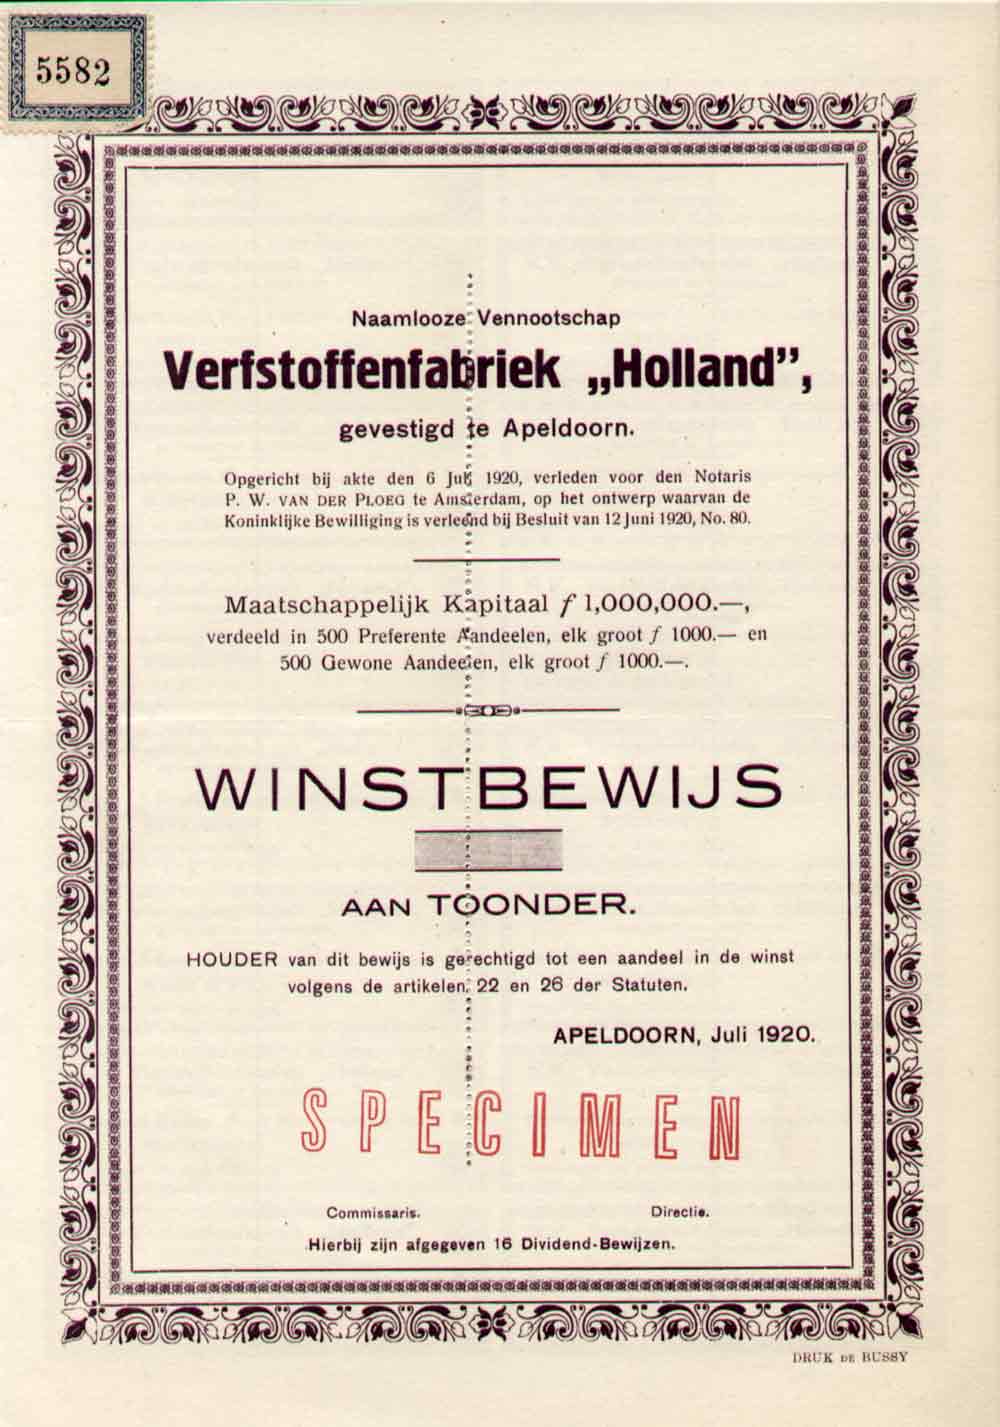 5582
Naamlooze Vennootschap
Verfstoffenfabriek „Holland”,
gevestigd te Apeldoorn.
Opgericht bij akte den 6 Juli 1920, verleden voor den Notaris
P. W. VAN DER PLOEG te Amsterdam, op het ontwerp waarvan de
Koninklijke Bewilliging is verleend bij Besluit van 12 Juni 1920, No. 80.
Maatschappelijk Kapitaal ƒ 1,000,000.—,
verdeeld in 500 Preferente Aandeelen, elk groot ƒ 1000.— en
500 Gewone Aandeelen, elk groot ƒ 1000.—.
WINSTBEWIJS
AAN TOONDER.
HOUDER van dit bewijs is gerechtigd tot een aandeel in de winst
volgens de artikelen 22 en 26 der Statuten.
APELDOORN, Juli 1920.
SPECIMEN
Commissaris. Directie.
Hierbij zijn afgegeven 16 Dividend-Bewijzen.
DRUK DE BUSSY